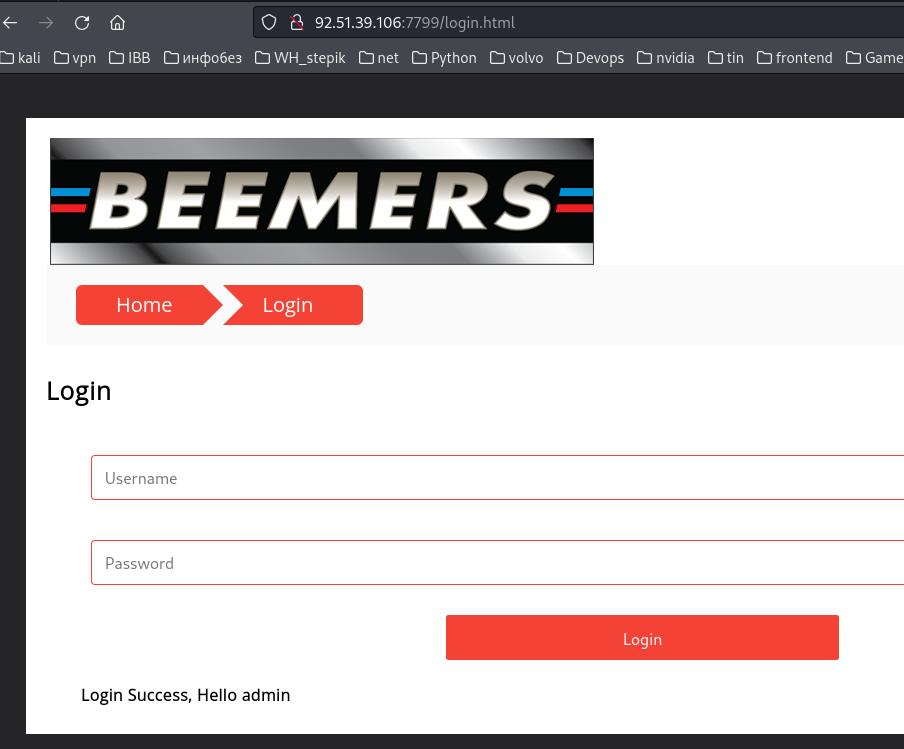 92.51.39.106:7799/login.html
kali vpn IBB инфобез WH_stepik net Python volvo Devops nvidia tin frontend Game
BEEMERS
Home Login
Login
Username
Password
Login
Login Success, Hello admin